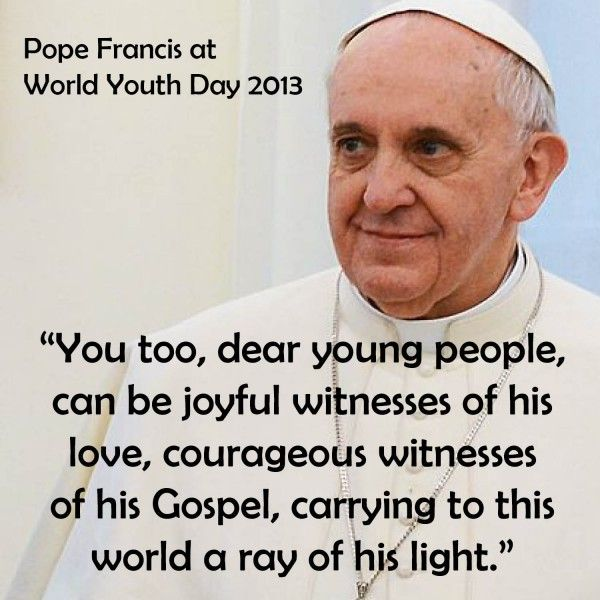 Pope Francis at
World Youth Day 2013
“You too, dear young people,
can be joyful witnesses of his
love, courageous witnesses
of his Gospel, carrying to this
world a ray of his light.”